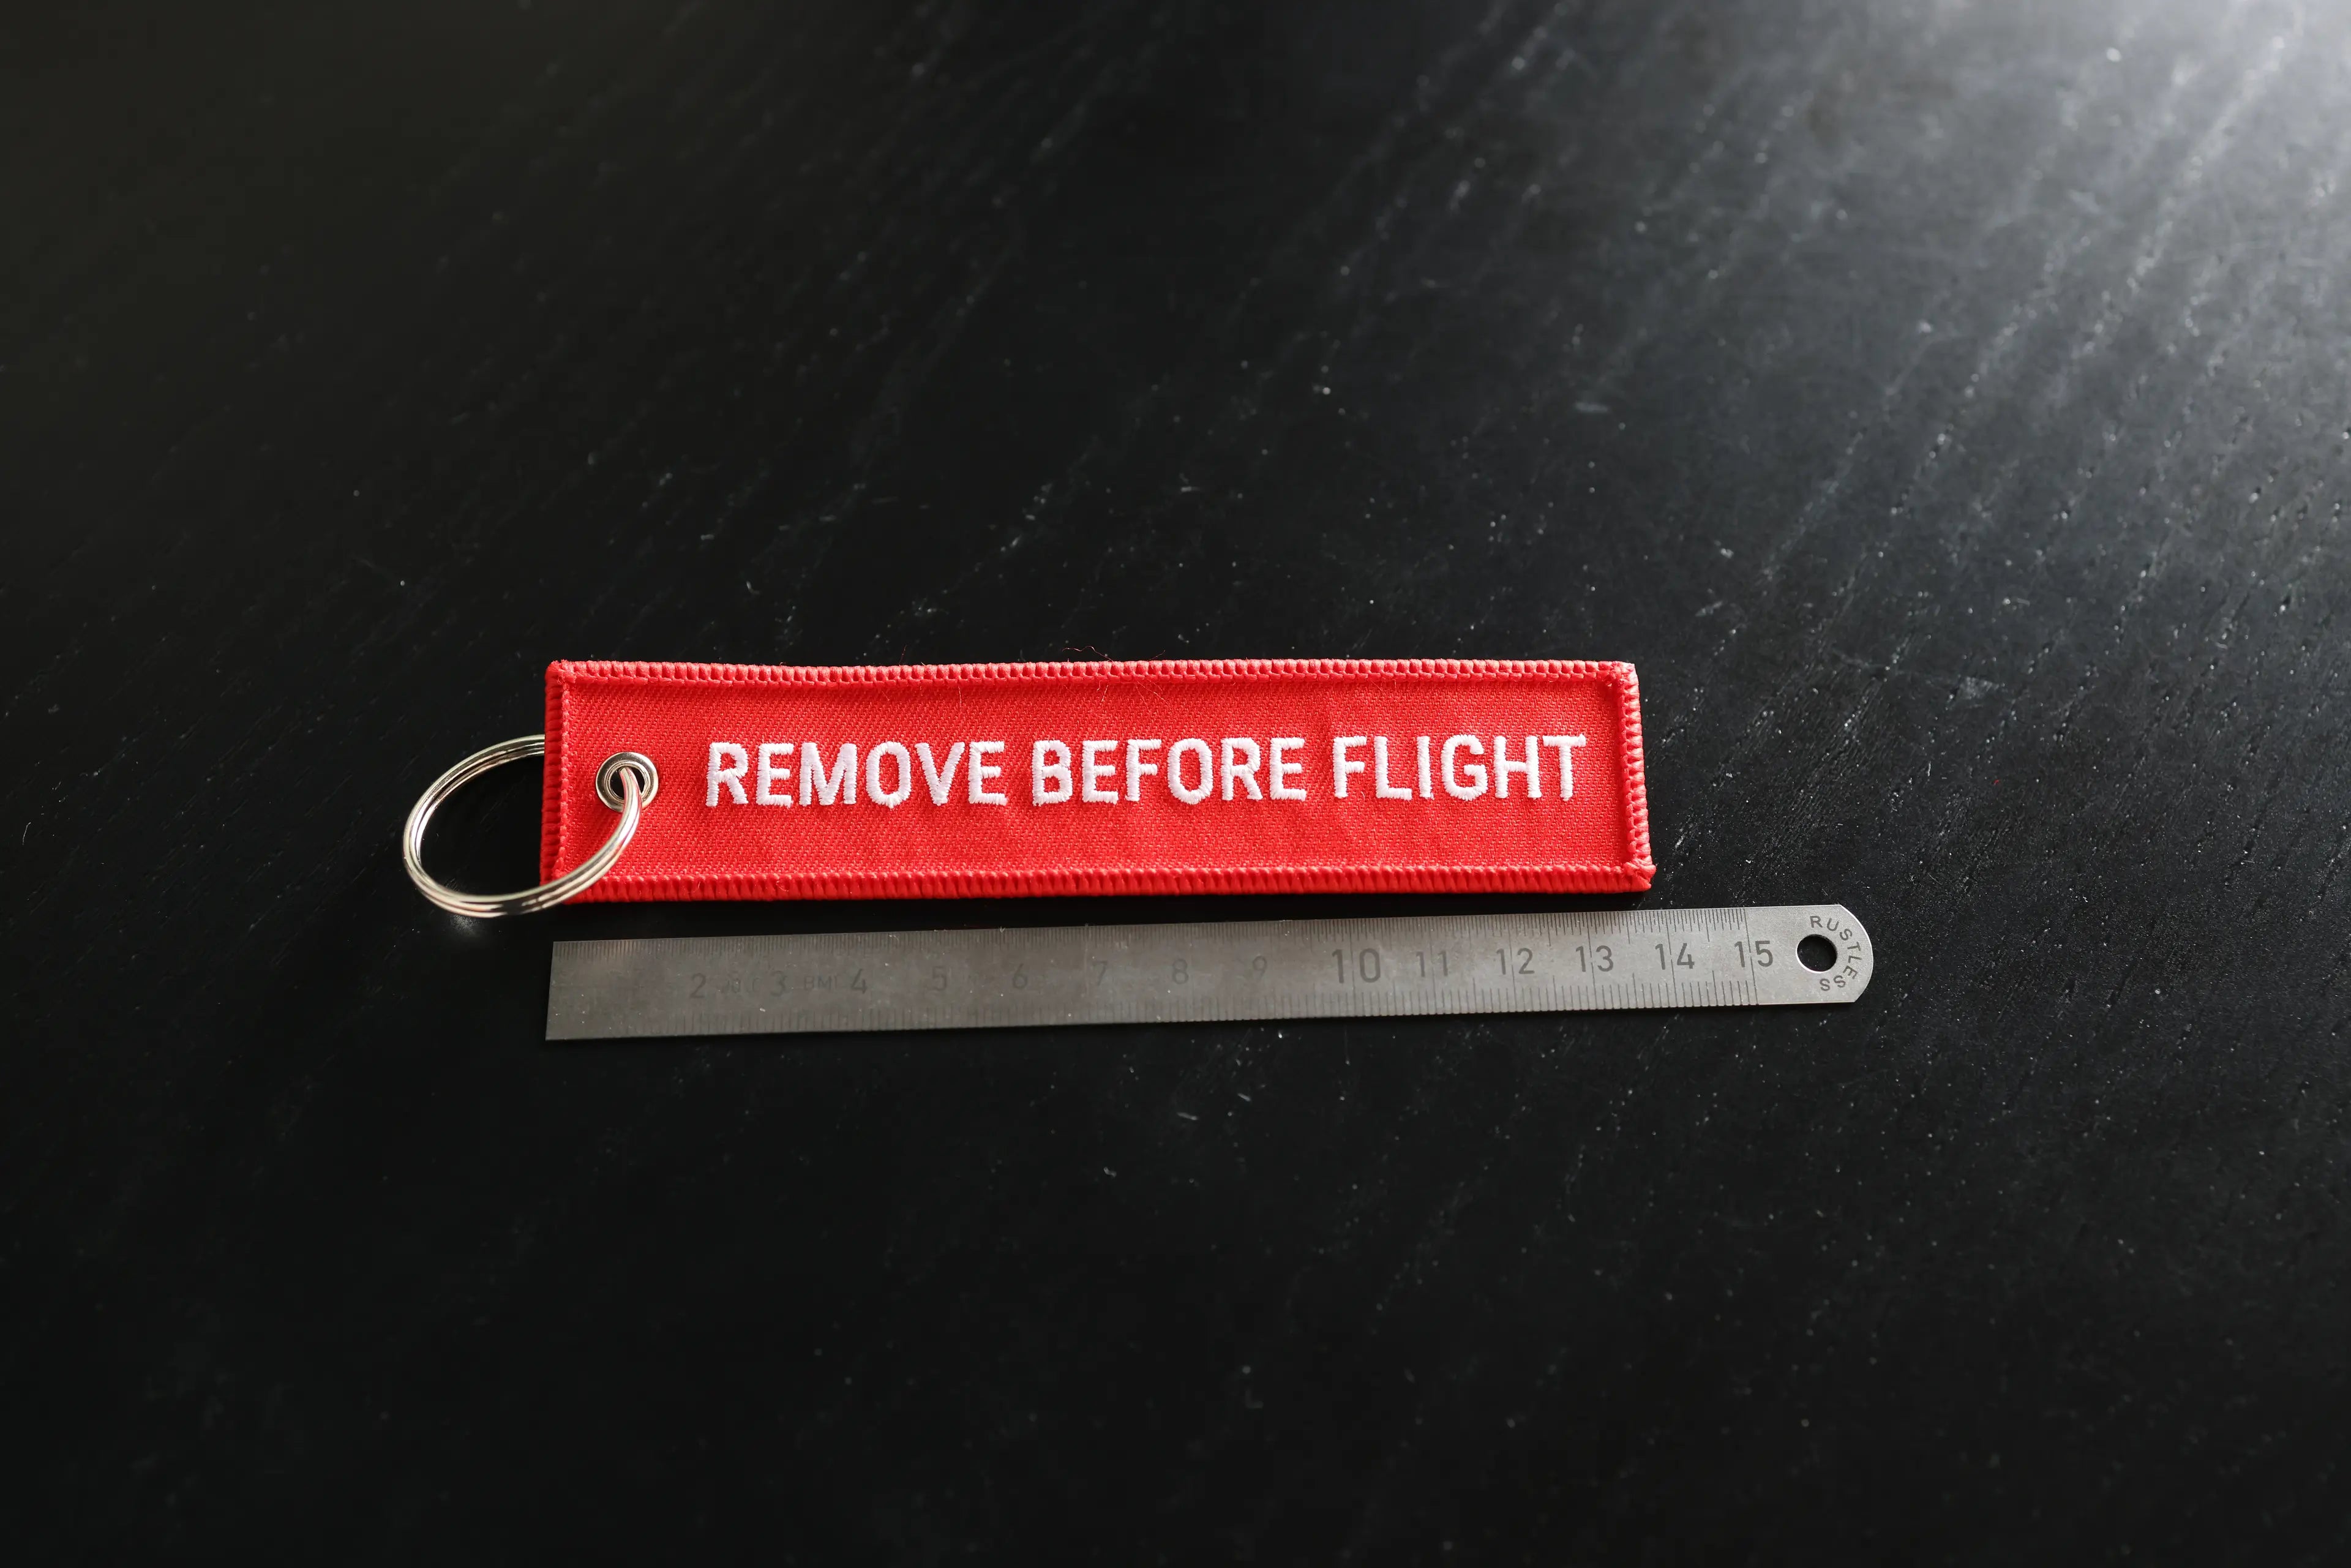 REMOVE BEFORE FLIGHT
2 3 4 5 6 7 8 9 10 11 12 13 14 15
RUSTLESS